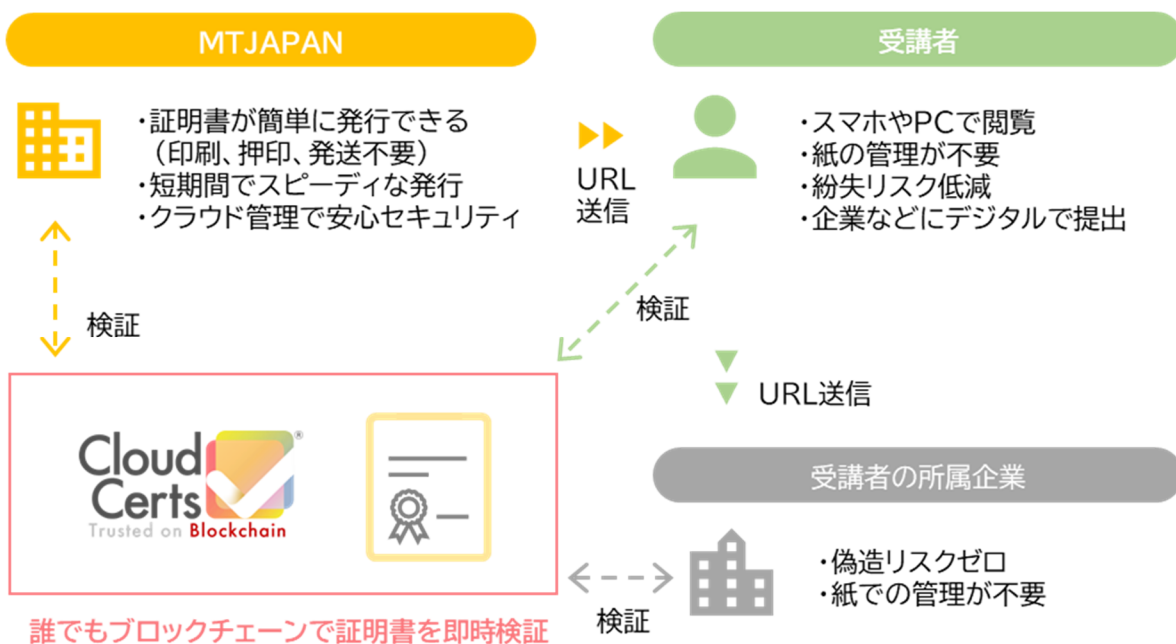 MTJAPAN
・証明書が簡単に発行できる
（印刷、押印、発送不要）
・短期間でスピーディな発行
・クラウド管理で安心セキュリティ
URL
送信
受講者
・スマホやPCで閲覧
・紙の管理が不要
・紛失リスク低減
・企業などにデジタルで提出
検証
検証
URL送信
Cloud
Certs
®
Trusted on Blockchain
誰でもブロックチェーンで証明書を即時検証
受講者の所属企業
・偽造リスクゼロ
・紙での管理が不要
検証